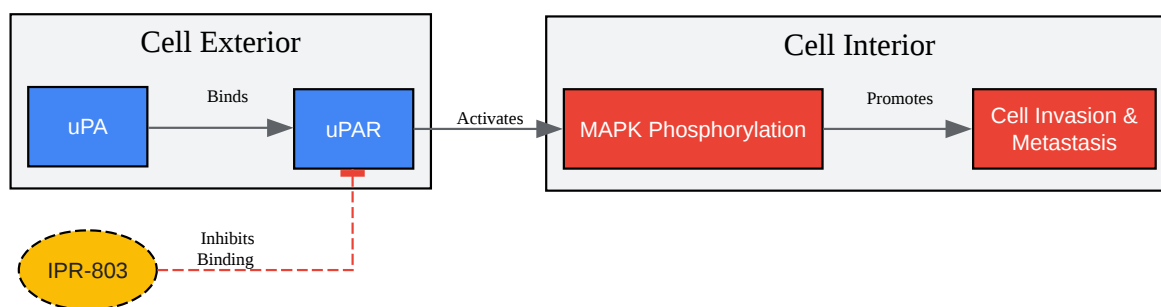 Cell Exterior
uPA
Binds
uPAR
Activates
Cell Interior
MAPK Phosphorylation
Promotes
Cell Invasion &
Metastasis
IPR-803
Inhibits
Binding